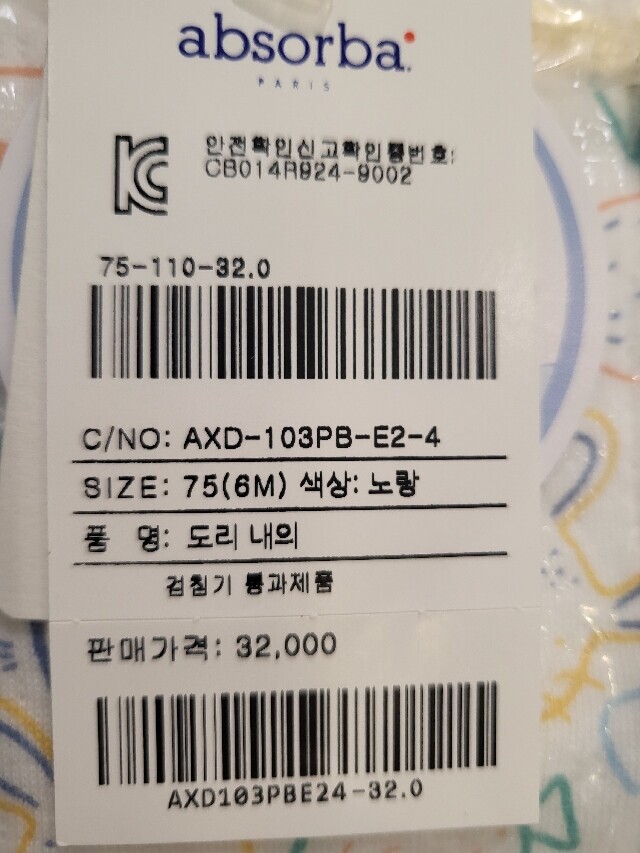 absorba.
PARIS
안전확인신고확인증번호:
CB014R924-9002
75-110-32.0
C/NO: AXD-103PB-E2-4
SIZE: 75(6M) 색상: 노랑
품 명: 도리 내의
검침기 통과제품
판매가격: 32,000
AXD103PBE24-32.0